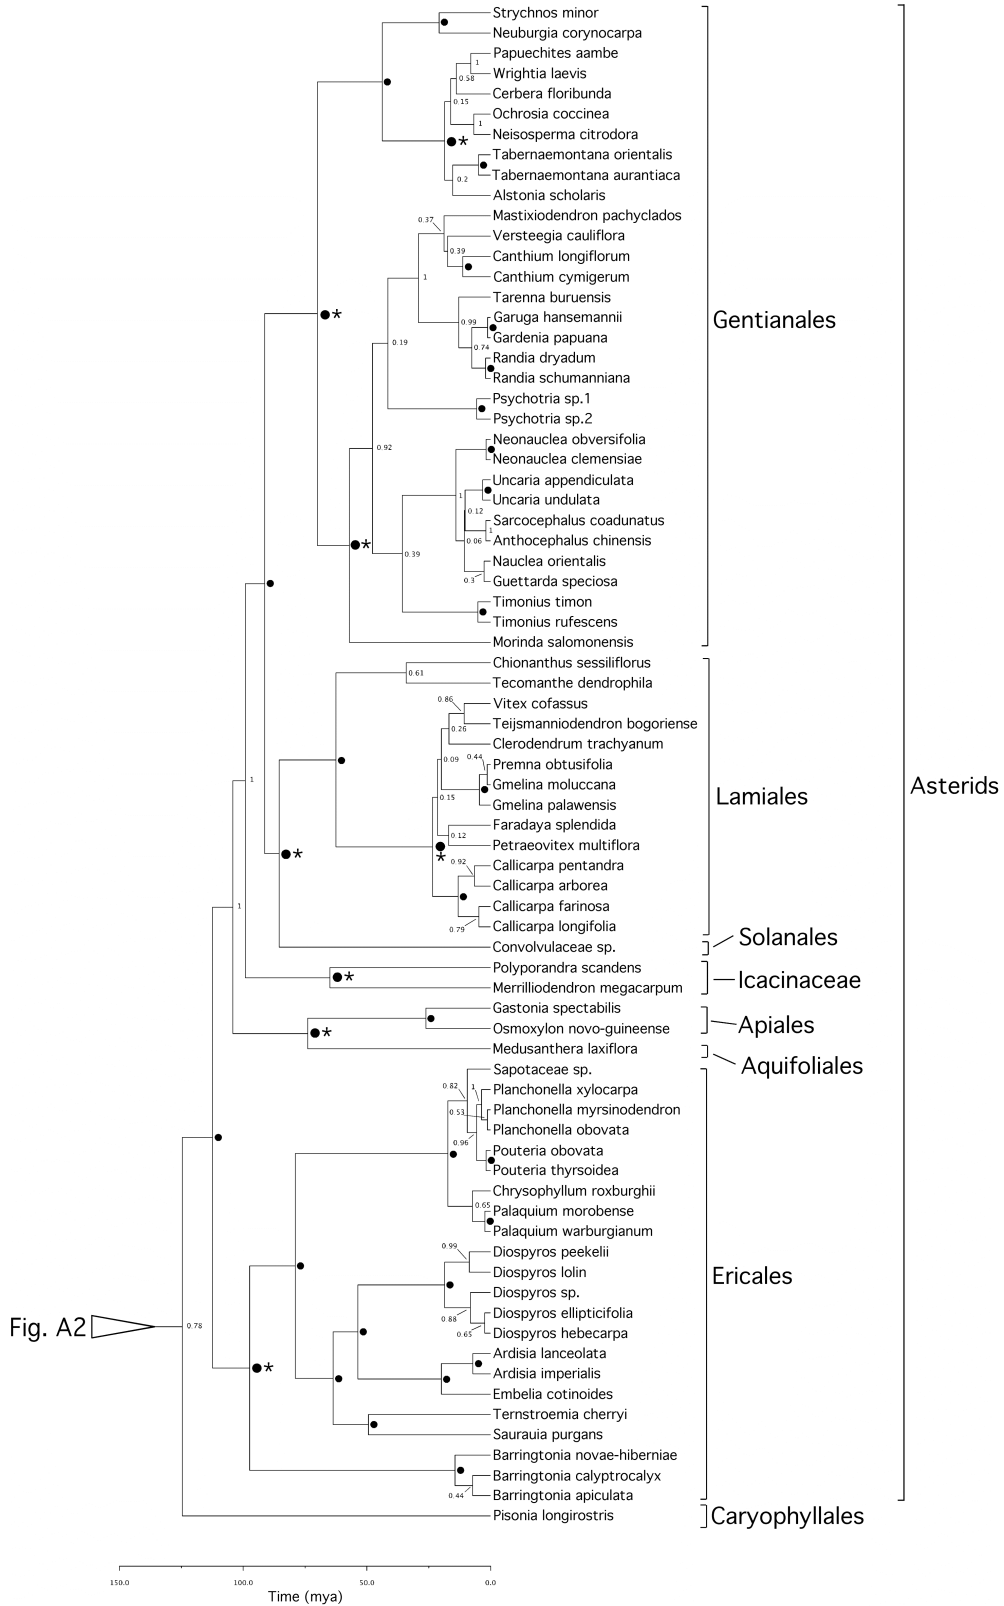 Strychnos minor
Neuburgia corynocarpa
Papuechites aambe
1
Wrightia laevis
0.58
Cerbera floribunda
0.15
Ochrosia coccinea
1
Neisosperma citrodora
*
Tabernaemontana orientalis
Tabernaemontana aurantiaca
0.2
Alstonia scholaris
Mastixiodendron pachyclados
0.37
Versteegia cauliflora
0.39
Canthium longiflorum
Canthium cymigerum
1
Tarenna buruensis
Garuga hansemannii
*
Gentianales
0.99
Gardenia papuana
0.19
0.74
Randia dryadum
Randia schumanniana
Psychotria sp.1
Psychotria sp.2
Neonauclea obversifolia
0.92
Neonauclea clemensiae
Uncaria appendiculata
1
Uncaria undulata
0.12
Sarcocephalus coadunatus
1
Anthocephalus chinensis
0.06
*
0.39
Nauclea orientalis
0.3
Guettarda speciosa
Timonius timon
Timonius rufescens
Morinda salomonensis
Chionanthus sessiliflorus
0.61
Tecomanthe dendrophila
0.86
Vitex cofassus
Teijsmanniodendron bogoriense
0.26
Clerodendrum trachyanum
0.44
0.09
Premna obtusifolia
1
Gmelina moluccana
Asterids
0.15
Lamiales
Gmelina palawensis
Faradaya splendida
0.12
Petraeovitex multiflora
*
*
0.92
Callicarpa pentandra
Callicarpa arborea
1
Callicarpa farinosa
0.79
Callicarpa longifolia
Solanales
Convolvulaceae sp.
Polyporandra scandens
*
Icacinaceae
Merrilliodendron megacarpum
Gastonia spectabilis
Apiales
Osmoxylon novo-guineense
*
Medusanthera laxiflora
Aquifoliales
Sapotaceae sp.
0.82
1
Planchonella xylocarpa
0.53
Planchonella myrsinodendron
Planchonella obovata
0.96
Pouteria obovata
Pouteria thyrsoidea
Chrysophyllum roxburghii
0.65
Palaquium morobense
Palaquium warburgianum
0.99
Diospyros peekelii
Diospyros lolin
Ericales
Diospyros sp.
0.88
Diospyros ellipticifolia
0.65
Diospyros hebecarpa
Fig. A2
0.78
Ardisia lanceolata
*
Ardisia imperialis
Embelia cotinoides
Ternstroemia cherryi
Saurauia purgans
Barringtonia novae-hiberniae
Barringtonia calyptrocalyx
0.44
Barringtonia apiculata
Pisonia longirostris
Caryophyllales
150.0 100.0 50.0 0.0
Time (mya)